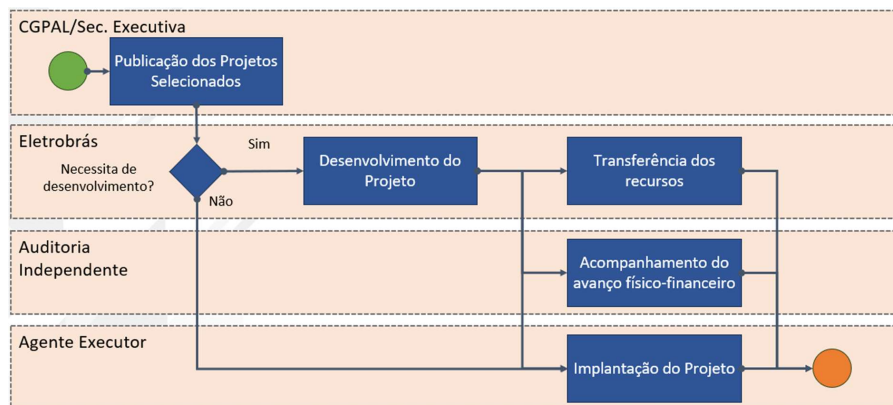 CGPAL/Sec. Executiva
Publicação dos Projetos
Selecionados
Eletrobrás
Necessita de
desenvolvimento?
Sim
Não
Desenvolvimento do
Projeto
Transferência dos
recursos
Auditoria
Independente
Acompanhamento do
avanço físico-financeiro
Agente Executor
Implantação do Projeto